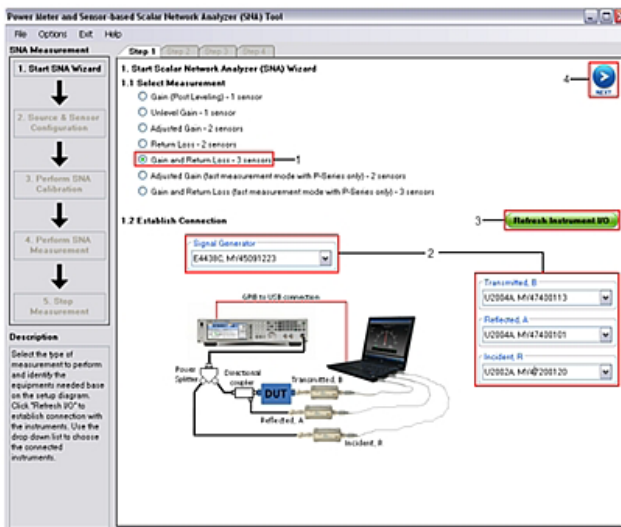 Power Meter and Sensor-based Scalar Network Analyzer (SNA) Tool
File Options Exit Help
SNA Measurement
1. Start SNA Wizard
2. Source & Sensor
Configuration
3. Perform SNA
Calibration
4. Perform SNA
Measurement
5. Stop
Measurement
Description
Select the type of
measurement to perform
and identify the
equipments needed base
on the setup diagram.
Click "Refresh I/O" to
establish connection with
the instruments. Use the
drop down list to choose
the connected
instruments.
Step 1 Step 2 Step 3 Step 4
1. Start Scalar Network Analyzer (SNA) Wizard
1.1 Select Measurement
Gain (Post Leveling) - 1 sensor
Unlevel Gain - 1 sensor
Adjusted Gain - 2 sensors
Return Loss - 2 sensors
Gain and Return Loss - 3 sensors
1
Adjusted Gain (fast measurement mode with P-Series only) - 2 sensors
Gain and Return Loss (fast measurement mode with P-Series only) - 3 sensors
4
NEXT
1.2 Establish Connection
3
Refresh Instrument I/O
Signal Generator
E4438C, MY45091223
2
Transmitted, B
U2004A, MY47400113
Reflected, A
U2004A, MY47400101
Incident, R
U2002A, MY47200120
GPIB to USB connection
Power
Splitter
Directional
coupler
DUT
Transmitted, B
Reflected, A
Incident, R